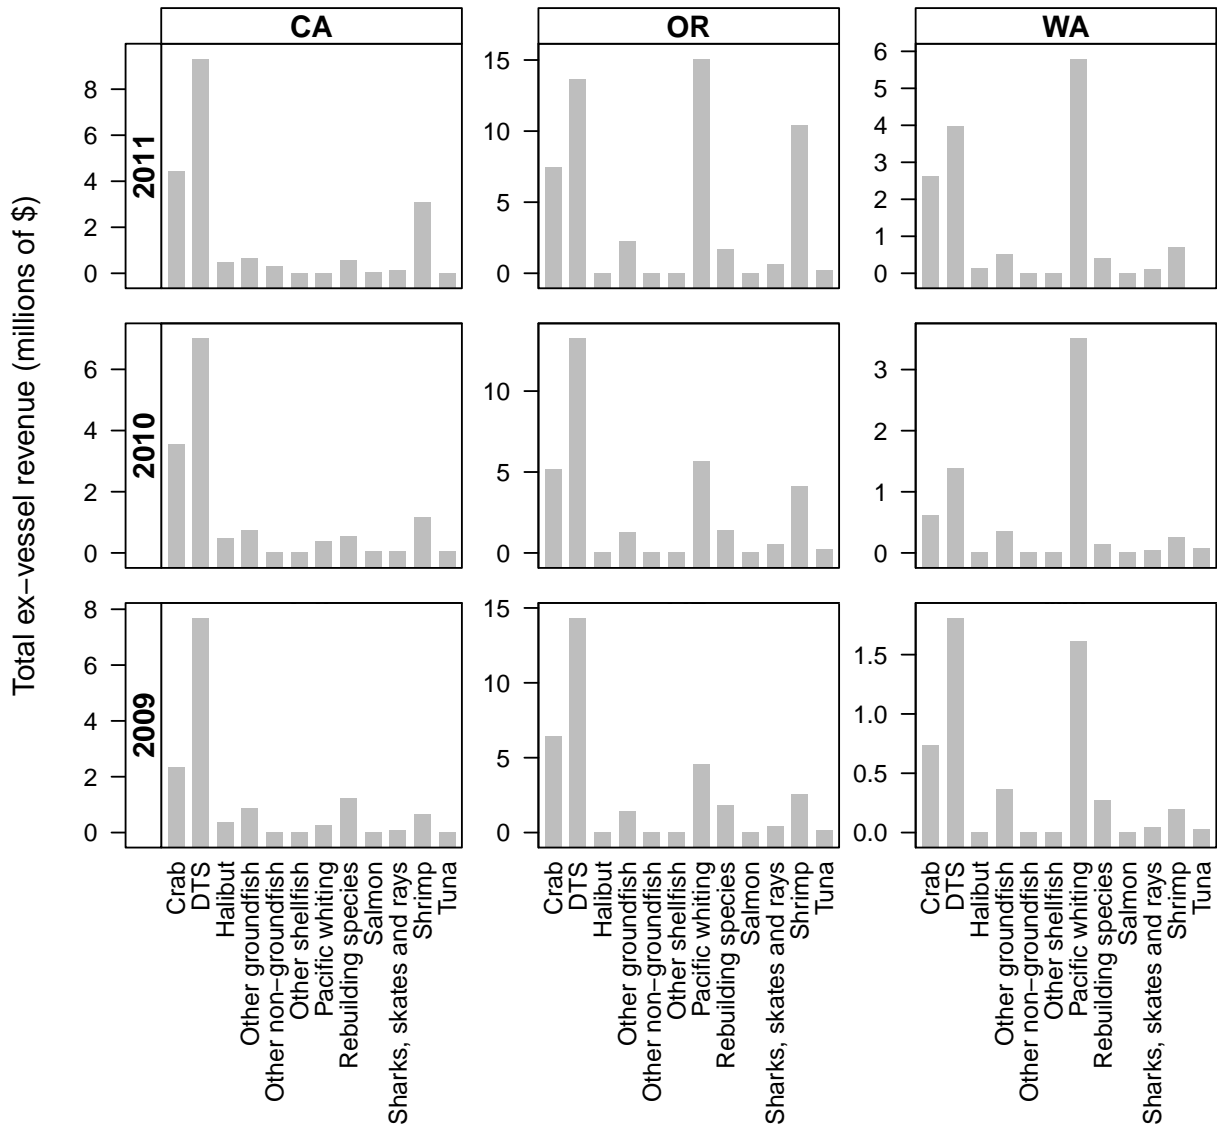 CA
OR
WA
Total ex−vessel revenue (millions of $)
2011
8
6
4
2
0
15
10
5
0
6
5
4
3
2
1
0
2010
6
4
2
0
10
5
0
3
2
1
0
2009
8
6
4
2
0
15
10
5
0
1.5
1.0
0.5
0.0
Crab
DTS
Halibut
Other groundfish
Other non−groundfish
Other shellfish
Pacific whiting
Rebuilding species
Salmon
Sharks, skates and rays
Shrimp
Tuna
Crab
DTS
Halibut
Other groundfish
Other non−groundfish
Other shellfish
Pacific whiting
Rebuilding species
Salmon
Sharks, skates and rays
Shrimp
Tuna
Crab
DTS
Halibut
Other groundfish
Other non−groundfish
Other shellfish
Pacific whiting
Rebuilding species
Salmon
Sharks, skates and rays
Shrimp
Tuna